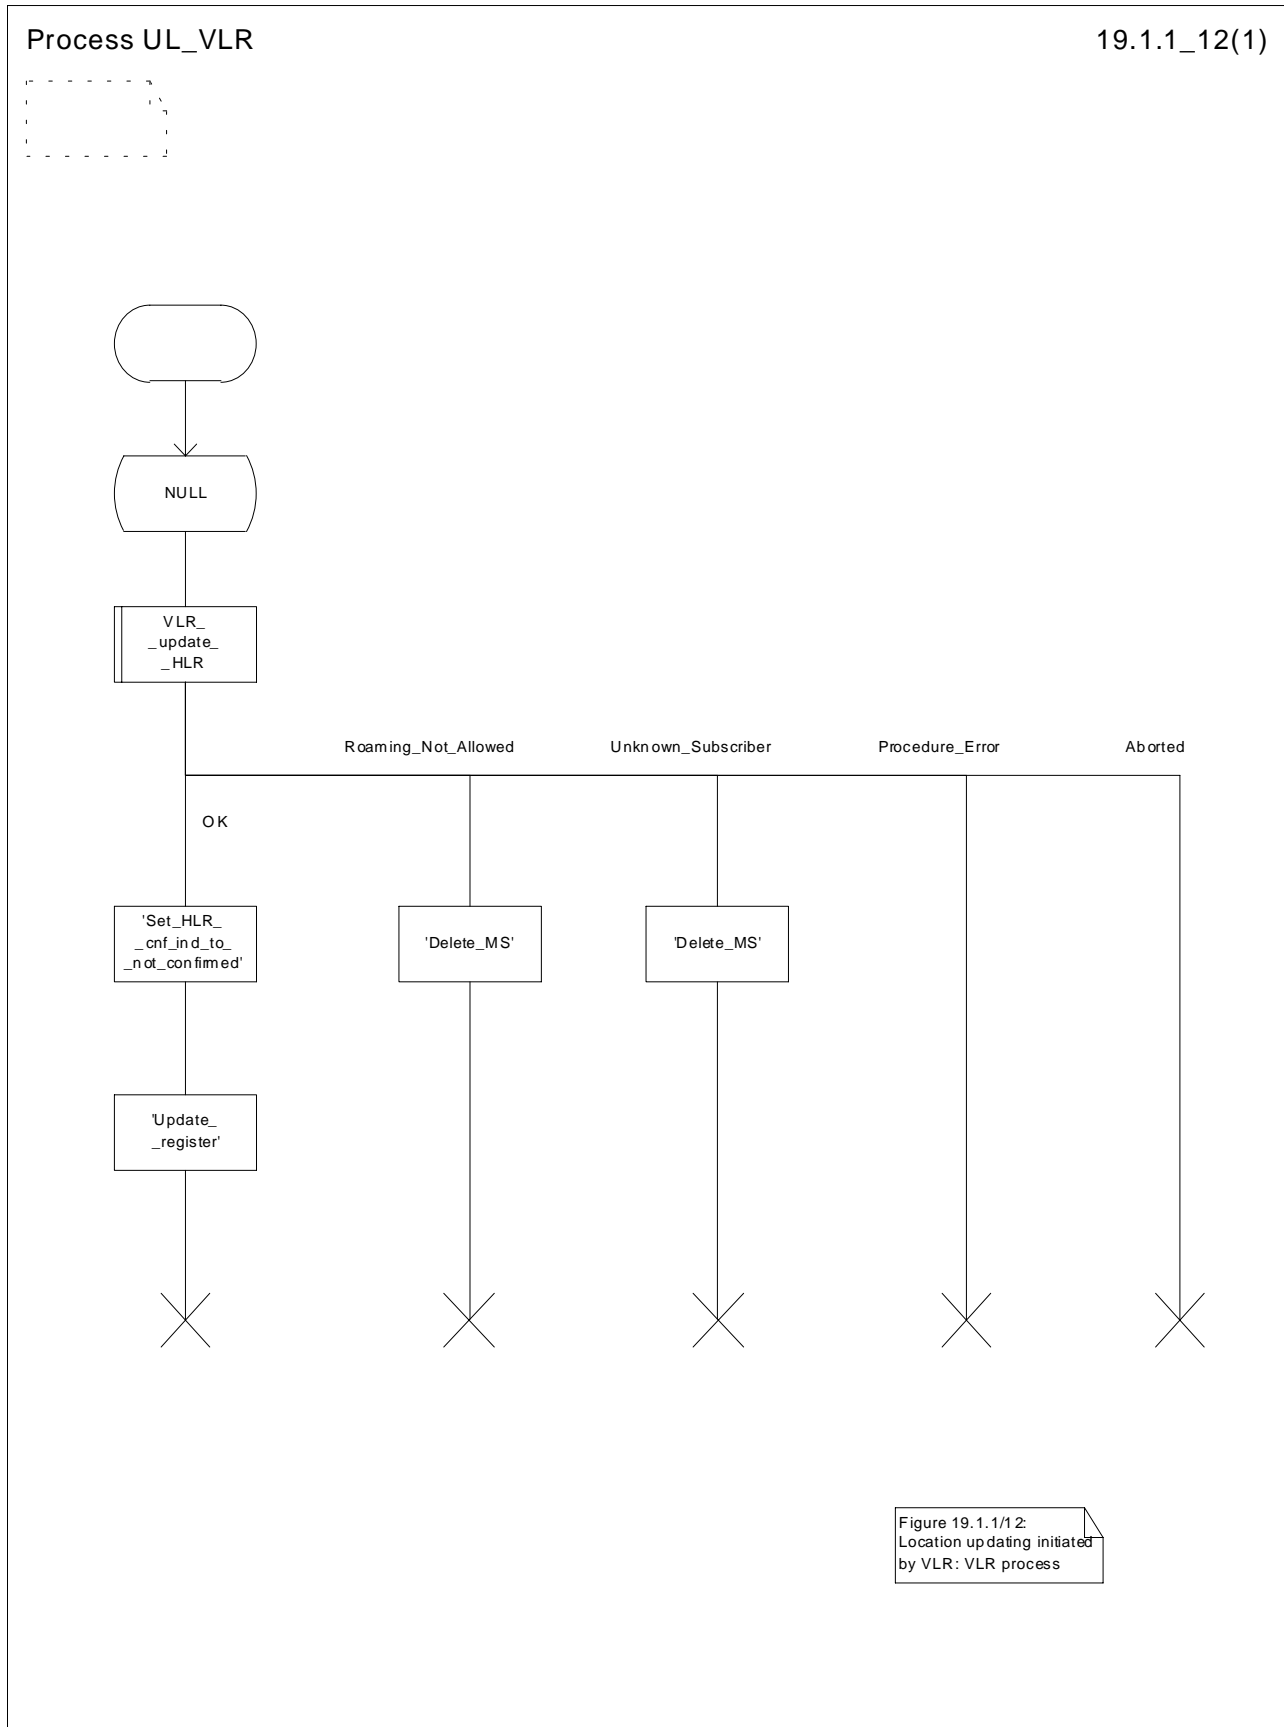 Process UL_VLR
19.1.1_12(1)
NULL
VLR_
_update_
_HLR
Roaming_Not_Allowed
Unknown_Subscriber
Procedure_Error
Aborted
OK
'Set_HLR_
_cnf_ind_to_
_not_confirmed'
'Delete_MS'
'Delete_MS'
'Update_
_register'
Figure 19.1.1/12:
Location updating initiated
by VLR: VLR process